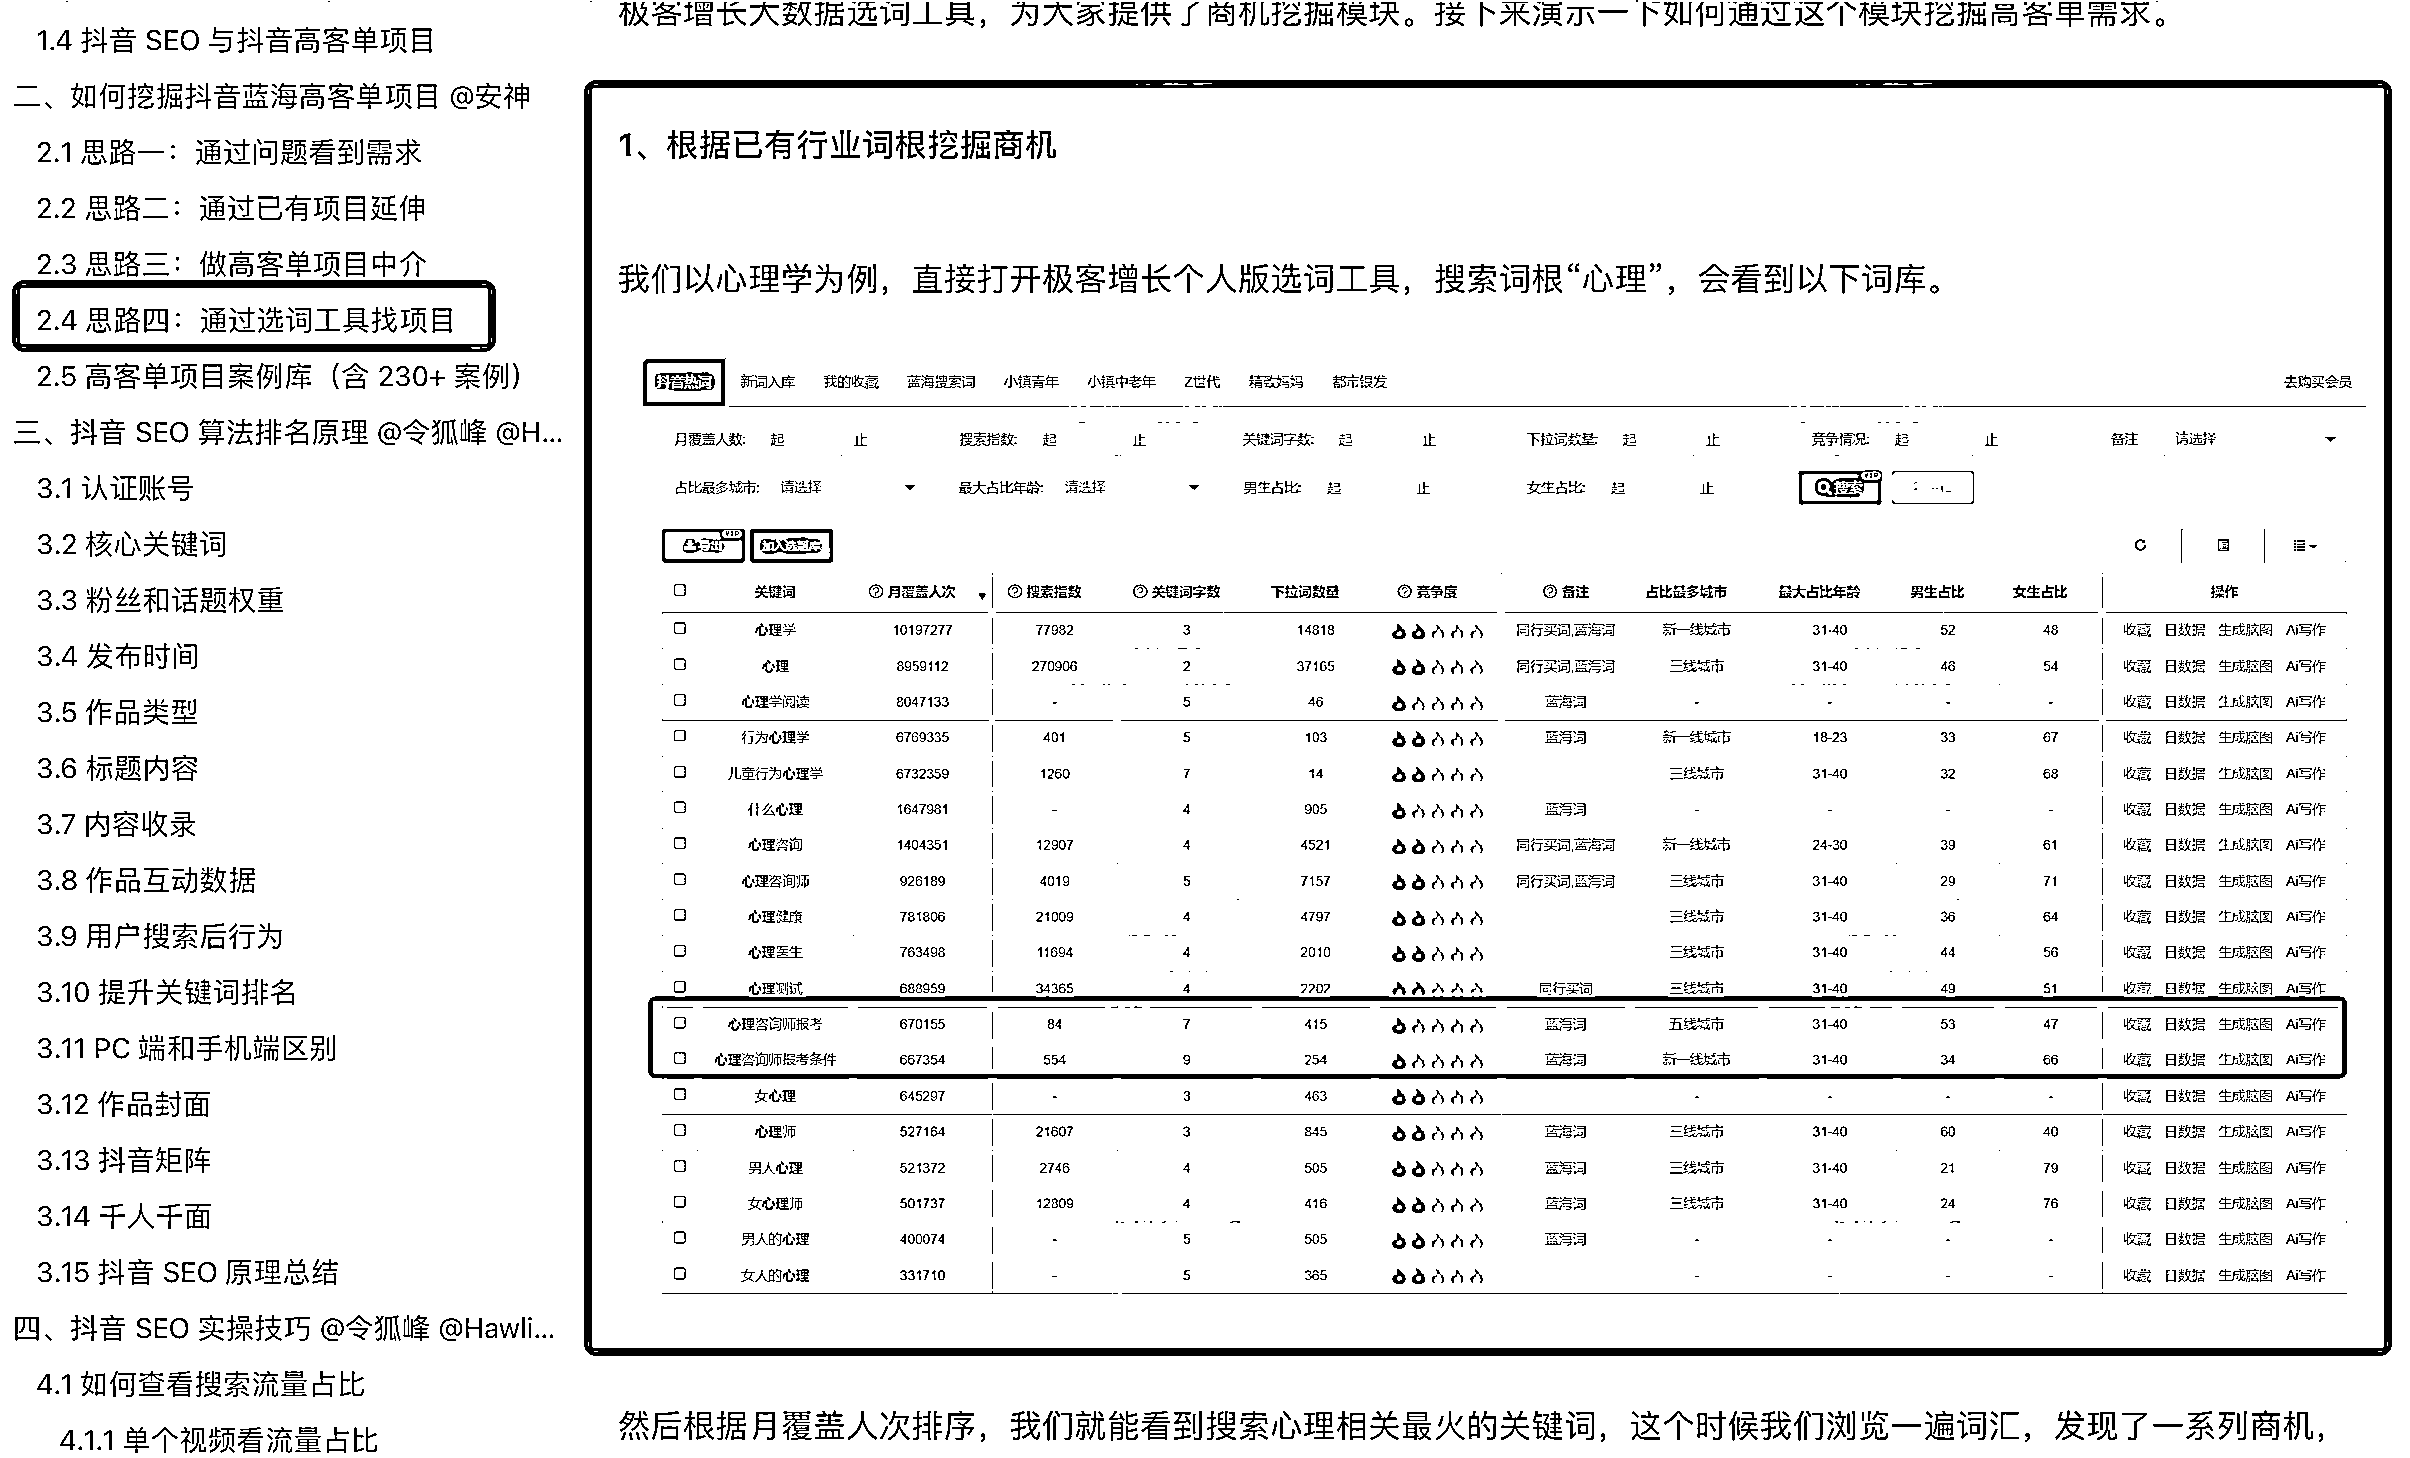 1.4 抖音 SEO 与抖音高客单项目
二、如何挖掘抖音蓝海高客单项目 @安神
2.1 思路一：通过问题看到需求
2.2 思路二：通过已有项目延伸
2.3 思路三：做高客单项目中介
2.4 思路四：通过选词工具找项目
2.5 高客单项目案例库（含 230+ 案例）
三、抖音 SEO 算法排名原理 @令狐峰 @H...
3.1 认证账号
3.2 核心关键词
3.3 粉丝和话题权重
3.4 发布时间
3.5 作品类型
3.6 标题内容
3.7 内容收录
3.8 作品互动数据
3.9 用户搜索后行为
3.10 提升关键词排名
3.11 PC 端和手机端区别
3.12 作品封面
3.13 抖音矩阵
3.14 千人千面
3.15 抖音 SEO 原理总结
四、抖音 SEO 实操技巧 @令狐峰 @Hawli...
4.1 如何查看搜索流量占比
4.1.1 单个视频看流量占比
极客增长大数据选词工具，为大家提供了商机挖掘模块。接下来演示一下如何通过这个模块挖掘高客单需求。
1、根据已有行业词根挖掘商机
我们以心理学为例，直接打开极客增长个人版选词工具，搜索词根“心理”，会看到以下词库。
抖音热词 新词入库 我的收藏 蓝海搜索词 小镇青年 小镇中老年 Z世代 精致妈妈 都市银发 去购买会员
月覆盖人数: 起 止 搜索指数: 起 止 关键词字数: 起 止 下拉词数量: 起 止 竞争情况: 起 止 备注 请选择
占比最多城市: 请选择 最大占比年龄: 请选择 男生占比: 起 止 女生占比: 起 止 搜索 VIP
导出 VIP 加入选题库
关键词 月覆盖人次 搜索指数 关键词字数 下拉词数量 竞争度 备注 占比最多城市 最大占比年龄 男生占比 女生占比 操作
心理学 10197277 77982 3 14818 同行买词,蓝海词 新一线城市 31-40 52 48 收藏 日数据 生成脑图 Ai写作
心理 8959112 270906 2 37165 同行买词,蓝海词 三线城市 31-40 46 54 收藏 日数据 生成脑图 Ai写作
心理学阅读 8047133 - 5 46 蓝海词 - - - - 收藏 日数据 生成脑图 Ai写作
行为心理学 6769335 401 5 103 蓝海词 新一线城市 18-23 33 67 收藏 日数据 生成脑图 Ai写作
儿童行为心理学 6732359 1260 7 14 三线城市 31-40 32 68 收藏 日数据 生成脑图 Ai写作
什么心理 1647981 - 4 905 蓝海词 - - - - 收藏 日数据 生成脑图 Ai写作
心理咨询 1404351 12907 4 4521 同行买词,蓝海词 新一线城市 24-30 39 61 收藏 日数据 生成脑图 Ai写作
心理咨询师 926189 4019 5 7157 同行买词,蓝海词 三线城市 31-40 29 71 收藏 日数据 生成脑图 Ai写作
心理健康 781806 21009 4 4797 三线城市 31-40 36 64 收藏 日数据 生成脑图 Ai写作
心理医生 763498 11694 4 2010 三线城市 31-40 44 56 收藏 日数据 生成脑图 Ai写作
心理测试 688959 34365 4 2202 同行买词 三线城市 31-40 49 51 收藏 日数据 生成脑图 Ai写作
心理咨询师报考 670155 84 7 415 蓝海词 五线城市 31-40 53 47 收藏 日数据 生成脑图 Ai写作
心理咨询师报考条件 667354 554 9 254 蓝海词 新一线城市 31-40 34 66 收藏 日数据 生成脑图 Ai写作
女心理 645297 - 3 463 - - - - 收藏 日数据 生成脑图 Ai写作
心理师 527164 21607 3 845 蓝海词 三线城市 31-40 60 40 收藏 日数据 生成脑图 Ai写作
男人心理 521372 2746 4 505 蓝海词 三线城市 31-40 21 79 收藏 日数据 生成脑图 Ai写作
女心理师 501737 12809 4 416 蓝海词 三线城市 31-40 24 76 收藏 日数据 生成脑图 Ai写作
男人的心理 400074 - 5 505 蓝海词 - - - - 收藏 日数据 生成脑图 Ai写作
女人的心理 331710 - 5 365 - - - - 收藏 日数据 生成脑图 Ai写作
然后根据月覆盖人次排序，我们就能看到搜索心理相关最火的关键词，这个时候我们浏览一遍词汇，发现了一系列商机，